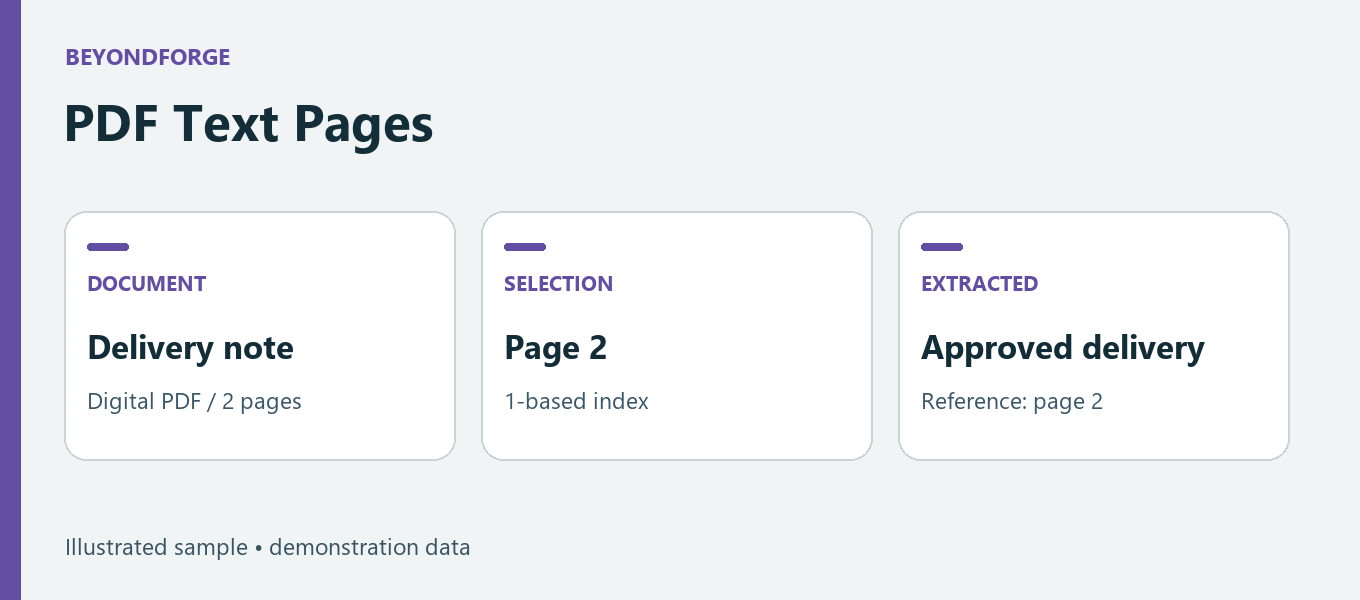 BEYONDFORGE
PDF Text Pages
DOCUMENT
Delivery note
Digital PDF / 2 pages
SELECTION
Page 2
1-based index
EXTRACTED
Approved delivery
Reference: page 2
Illustrated sample • demonstration data